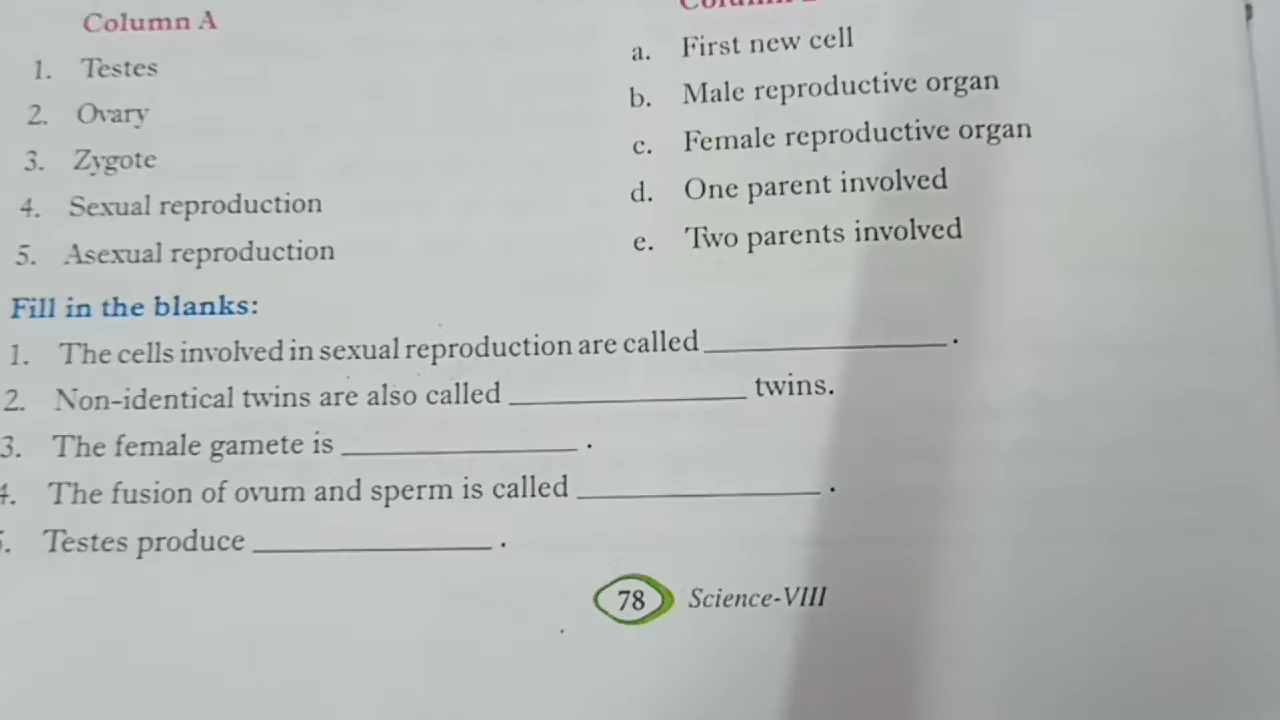 Column A
1. Testes
a. First new cell
2. Ovary
b. Male reproductive organ
3. Zygote
c. Female reproductive organ
4. Sexual reproduction
d. One parent involved
5. Asexual reproduction
e. Two parents involved
Fill in the blanks:
1. The cells involved in sexual reproduction are called ____________.
2. Non-identical twins are also called ____________ twins.
3. The female gamete is ____________.
4. The fusion of ovum and sperm is called ____________.
5. Testes produce ____________.
78 Science-VIII